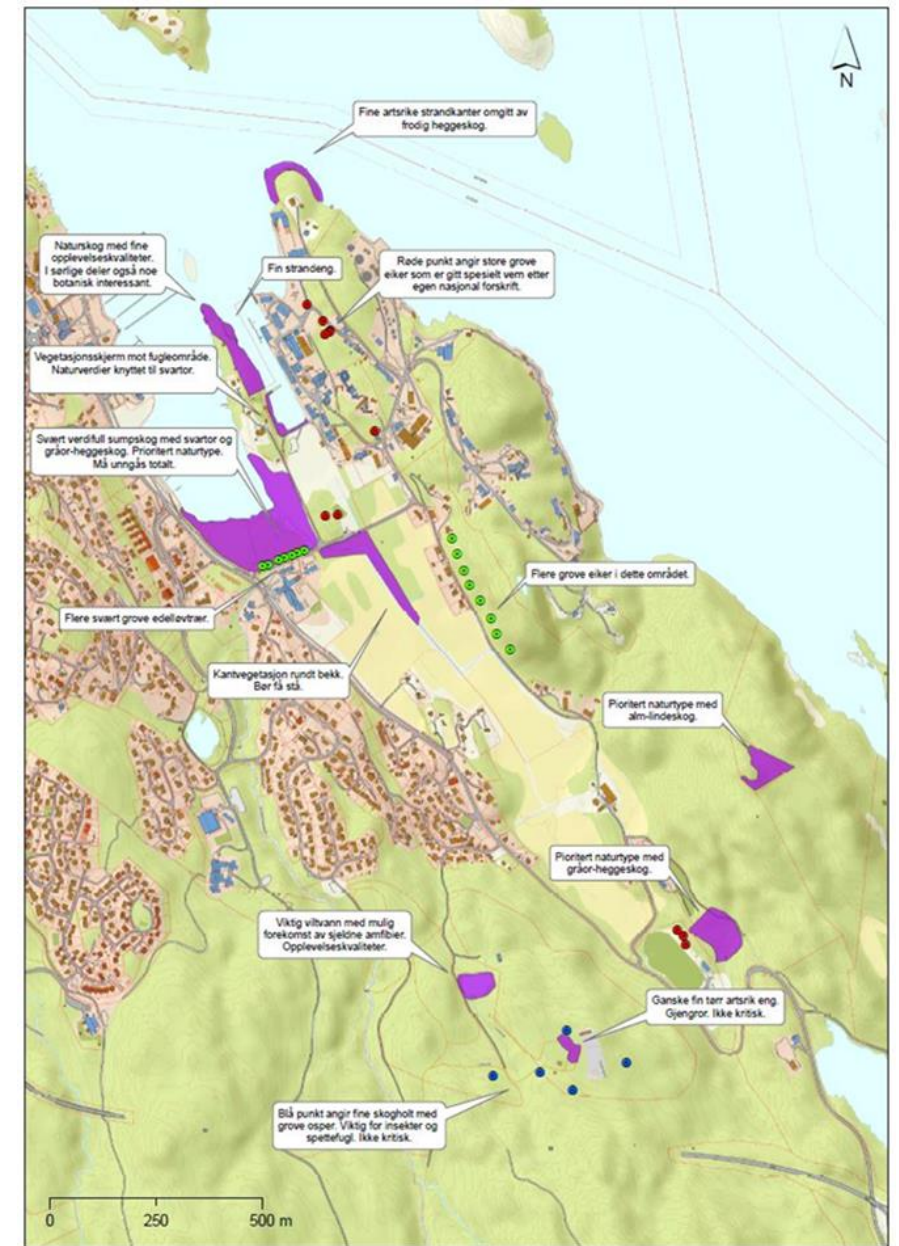 N
Fine artsrike strandkanter omgitt av
frodig heggeskog.
Naturskog med fine
opplevelseskvaliteter.
I sørlige deler også noe
botanisk interessant.
Fin strandeng.
Røde punkt angir store grove
eiker som er gitt spesielt vern etter
egen nasjonal forskrift.
Vegetasjonsskjerm mot fugleområde.
Naturverdier knyttet til svartor.
Svært verdifull sumpskog med svartor og
gråor-heggeskog. Prioritert naturtype.
Må unngås totalt.
Flere grove eiker i dette området.
Flere svært grove edelløvtrær.
Kantvegetasjon rundt bekk.
Bør få stå.
Pioritert naturtype med
alm-lindeskog.
Pioritert naturtype med
gråor-heggeskog.
Viktig viltvann med mulig
forekomst av sjeldne amfibier.
Opplevelseskvaliteter.
Ganske fin tørr artsrik eng.
Gjengror. Ikke kritisk.
Blå punkt angir fine skogholt med
grove osper. Viktig for insekter og
spettefugl. Ikke kritisk.
0 250 500 m